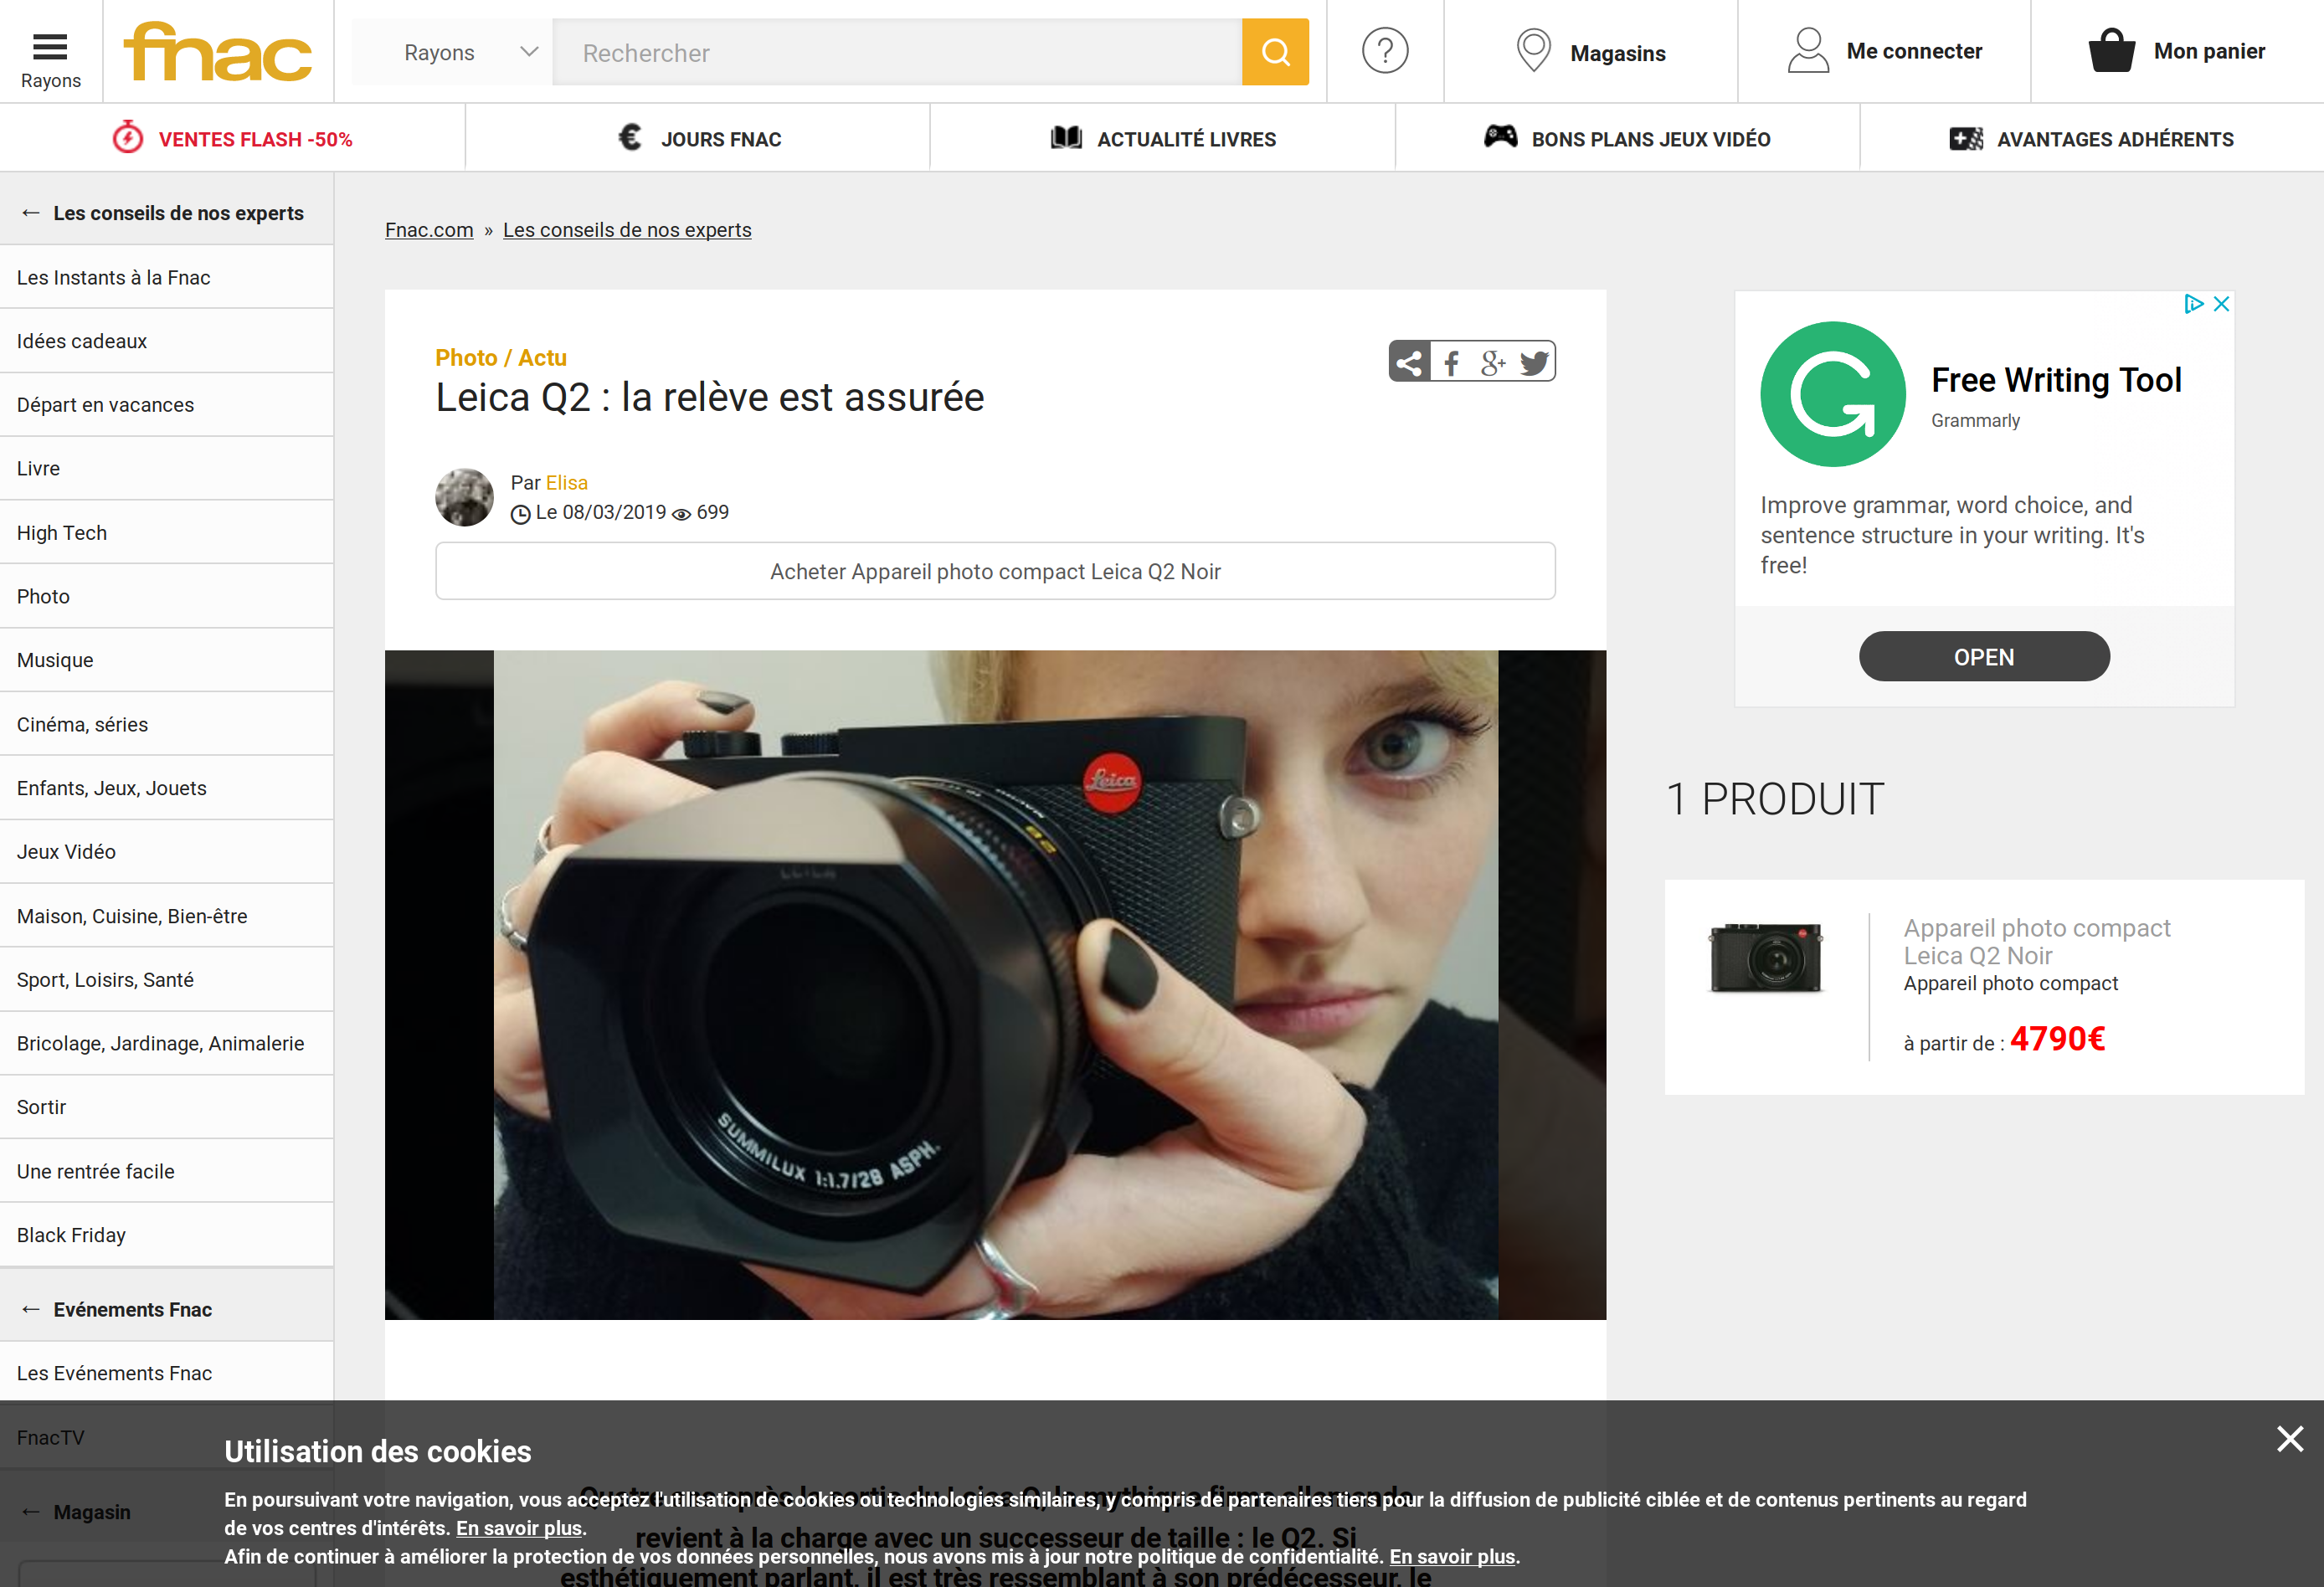 Rayons
fnac
Rayons
Rechercher
?
Magasins
Me connecter
Mon panier
VENTES FLASH -50%
€ JOURS FNAC
ACTUALITÉ LIVRES
BONS PLANS JEUX VIDÉO
AVANTAGES ADHÉRENTS
← Les conseils de nos experts
Les Instants à la Fnac
Idées cadeaux
Départ en vacances
Livre
High Tech
Photo
Musique
Cinéma, séries
Enfants, Jeux, Jouets
Jeux Vidéo
Maison, Cuisine, Bien-être
Sport, Loisirs, Santé
Bricolage, Jardinage, Animalerie
Sortir
Une rentrée facile
Black Friday
← Evénements Fnac
Les Evénements Fnac
FnacTV
← Magasin
Fnac.com » Les conseils de nos experts
Photo / Actu
Leica Q2 : la relève est assurée
Par Elisa
Le 08/03/2019 699
Acheter Appareil photo compact Leica Q2 Noir
Leica
28
LEICA
SUMMILUX 1:1.7/28 ASPH.
Free Writing Tool
Grammarly
Improve grammar, word choice, and
sentence structure in your writing. It's
free!
OPEN
1 PRODUIT
Appareil photo compact
Leica Q2 Noir
Appareil photo compact
à partir de : 4790€
revient à la charge avec un successeur de taille : le Q2. Si
esthétiquement parlant, il est très ressemblant à son prédécesseur, le
Utilisation des cookies
En poursuivant votre navigation, vous acceptez l'utilisation de cookies ou technologies similaires, y compris de partenaires tiers pour la diffusion de publicité ciblée et de contenus pertinents au regard
de vos centres d'intérêts. En savoir plus.
Afin de continuer à améliorer la protection de vos données personnelles, nous avons mis à jour notre politique de confidentialité. En savoir plus.